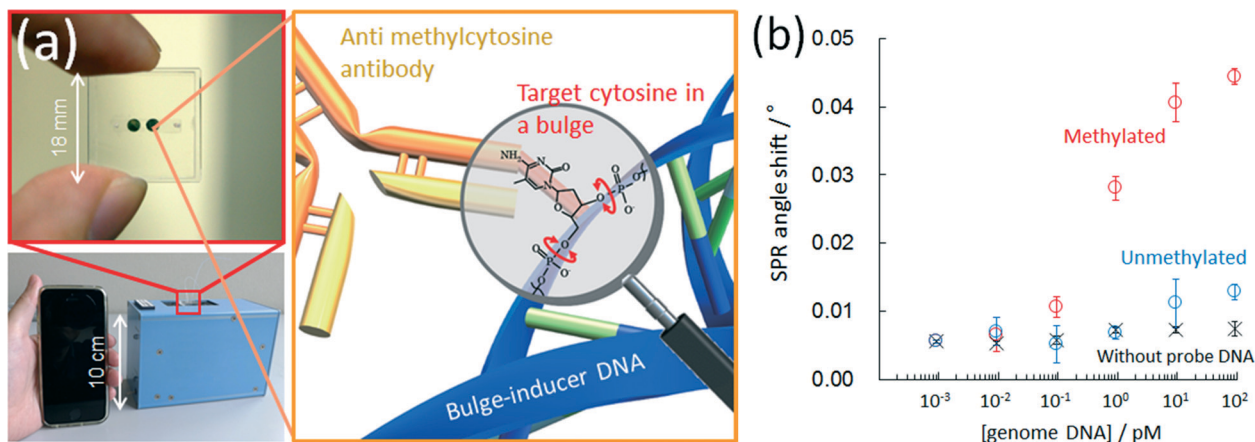 (a)
18 mm
10 cm
Anti methylcytosine
antibody
Target cytosine in
a bulge
NH₂
N
O
N
O
O
O
P
O
O⁻
O
O
P
O
O⁻
Bulge-inducer DNA
(b)
SPR angle shift / °
0.05
0.04
0.03
0.02
0.01
0.00
Methylated
Unmethylated
Without probe DNA
10⁻³ 10⁻² 10⁻¹ 10⁰ 10¹ 10²
[genome DNA] / pM